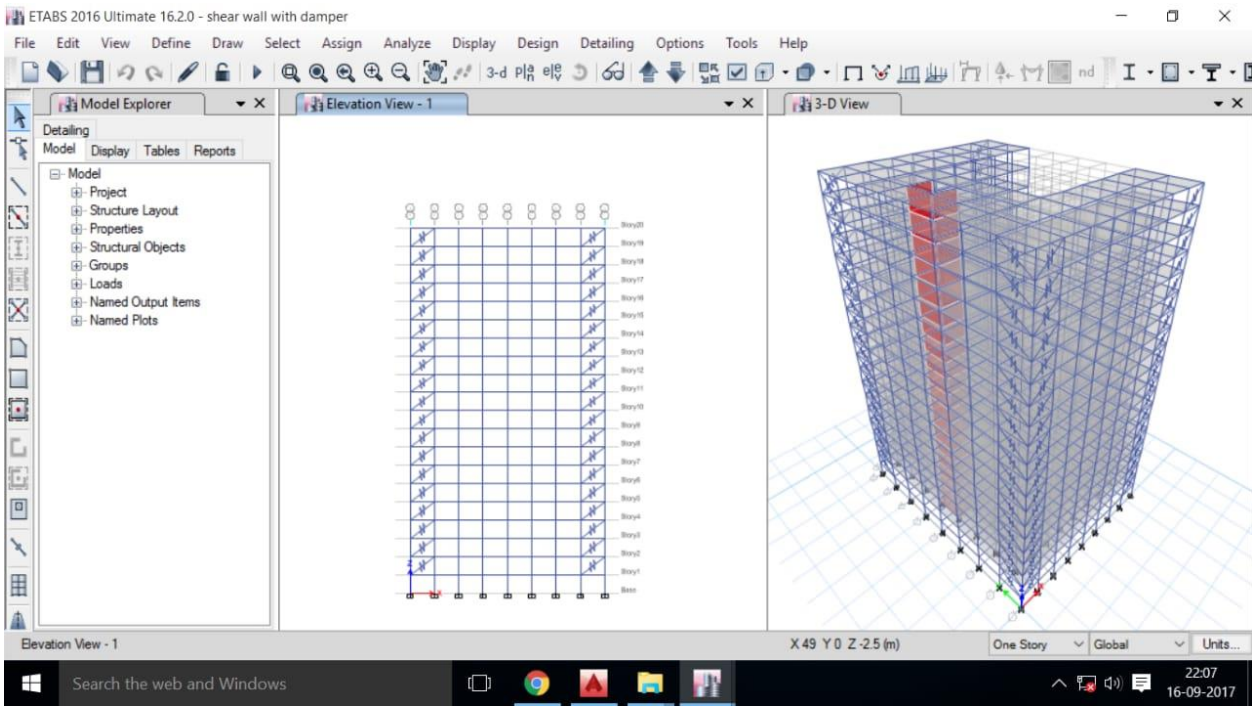 ETABS 2016 Ultimate 16.2.0 - shear wall with damper
File Edit View Define Draw Select Assign Analyze Display Design Detailing Options Tools Help
3-d nd
Model Explorer
Elevation View - 1
3-D View
Detailing
Model Display Tables Reports
Model
Project
Structure Layout
Properties
Structural Objects
Groups
Loads
Named Output Items
Named Plots
Story20
Story19
Story18
Story17
Story16
Story15
Story14
Story13
Story12
Story11
Story10
Story9
Story8
Story7
Story6
Story5
Story4
Story3
Story2
Story1
Base
Elevation View - 1
X 49 Y 0 Z -2.5 (m)
One Story
Global
Units...
Search the web and Windows
22:07
16-09-2017